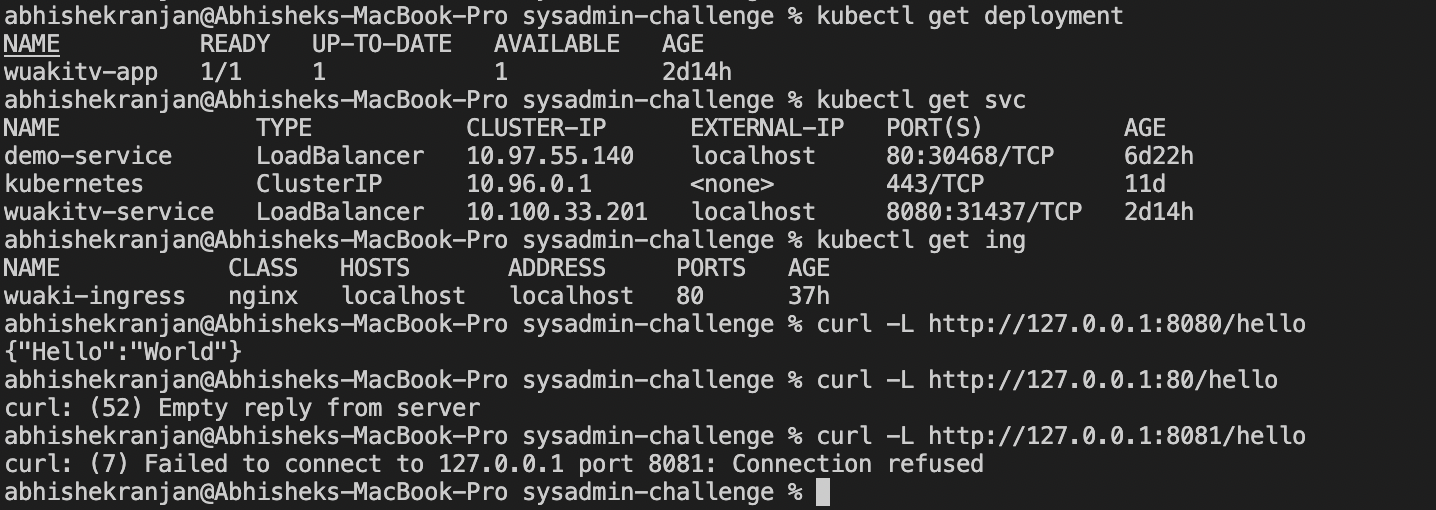 abhishekranjan@Abhisheks-MacBook-Pro sysadmin-challenge % kubectl get deployment
NAME          READY   UP-TO-DATE   AVAILABLE   AGE
wuakitv-app   1/1     1            1           2d14h
abhishekranjan@Abhisheks-MacBook-Pro sysadmin-challenge % kubectl get svc
NAME              TYPE           CLUSTER-IP      EXTERNAL-IP   PORT(S)          AGE
demo-service      LoadBalancer   10.97.55.140    localhost     80:30468/TCP     6d22h
kubernetes        ClusterIP      10.96.0.1       <none>        443/TCP          11d
wuakitv-service   LoadBalancer   10.100.33.201   localhost     8080:31437/TCP   2d14h
abhishekranjan@Abhisheks-MacBook-Pro sysadmin-challenge % kubectl get ing
NAME            CLASS   HOSTS       ADDRESS     PORTS   AGE
wuaki-ingress   nginx   localhost   localhost   80      37h
abhishekranjan@Abhisheks-MacBook-Pro sysadmin-challenge % curl -L http://127.0.0.1:8080/hello
{"Hello":"World"}
abhishekranjan@Abhisheks-MacBook-Pro sysadmin-challenge % curl -L http://127.0.0.1:80/hello
curl: (52) Empty reply from server
abhishekranjan@Abhisheks-MacBook-Pro sysadmin-challenge % curl -L http://127.0.0.1:8081/hello
curl: (7) Failed to connect to 127.0.0.1 port 8081: Connection refused
abhishekranjan@Abhisheks-MacBook-Pro sysadmin-challenge %